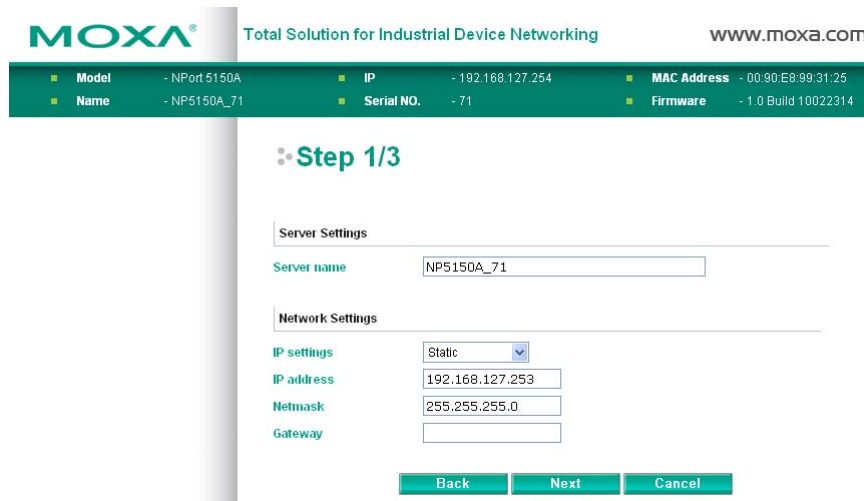 MOXA® Total Solution for Industrial Device Networking www.moxa.com
Model - NPort 5150A IP - 192.168.127.254 MAC Address - 00:90:E8:99:31:25
Name - NP5150A_71 Serial NO. - 71 Firmware - 1.0 Build 10022314
Step 1/3
Server Settings
Server name NP5150A_71
Network Settings
IP settings Static
IP address 192.168.127.253
Netmask 255.255.255.0
Gateway
Back Next Cancel